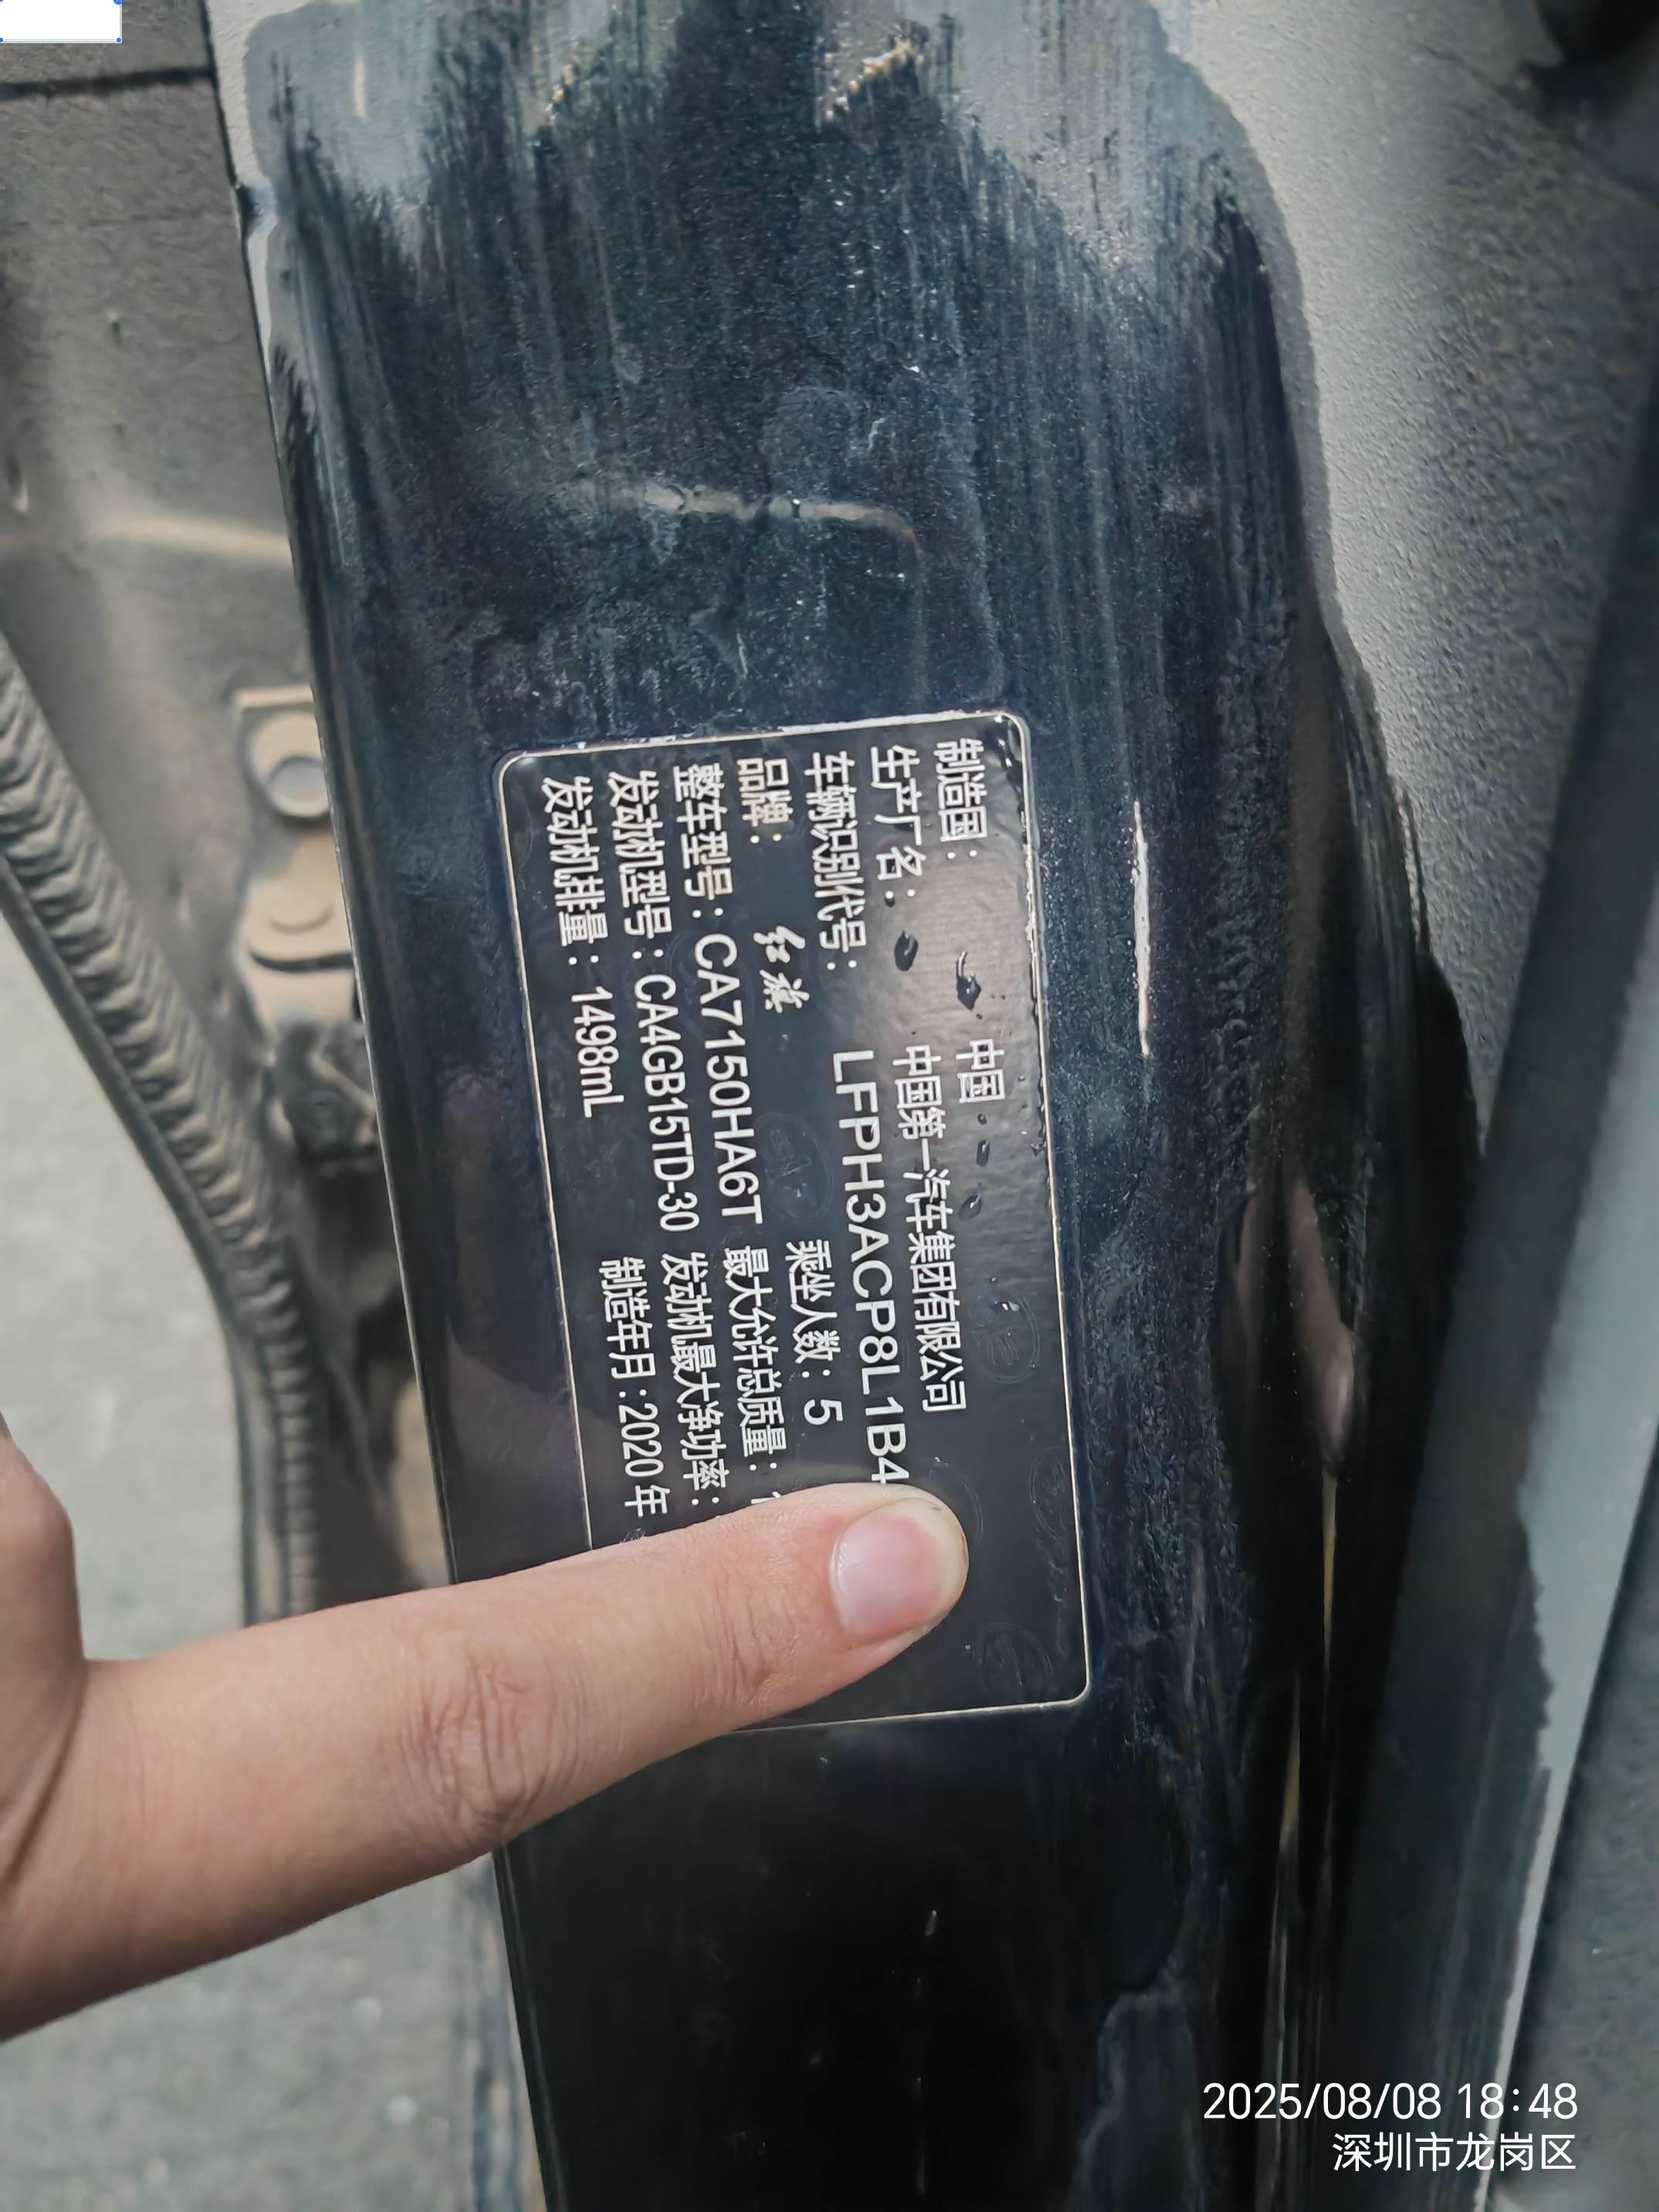 制造国： 中国
生产厂名： 中国第一汽车集团有限公司
车辆识别代号： LFPH3ACP8L1B4
品牌： 红旗 乘坐人数：5
整车型号：CA7150HA6T 最大允许总质量：
发动机型号：CA4GB15TD-30 发动机最大净功率：
发动机排量：1498mL 制造年月：2020年
2025/08/08 18:48
深圳市龙岗区